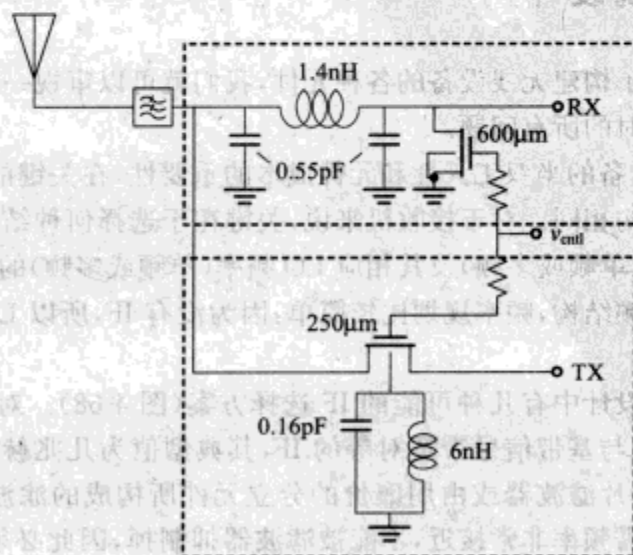 1.4nH
RX
600μm
0.55pF
v_cntl
250μm
TX
0.16pF
6nH